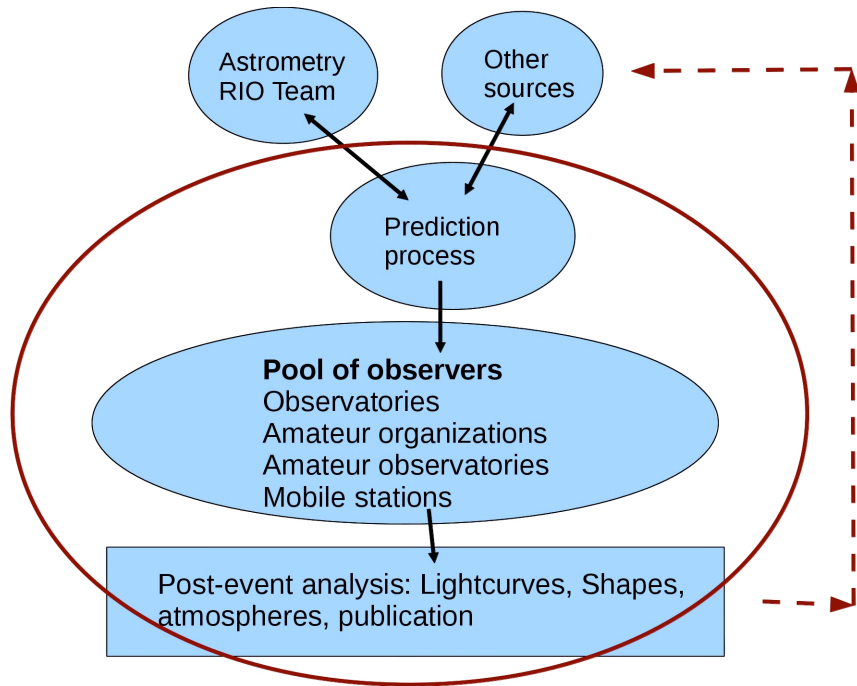 Astrometry
RIO Team
Other
sources
Prediction
process
Pool of observers
Observatories
Amateur organizations
Amateur observatories
Mobile stations
Post-event analysis: Lightcurves, Shapes,
atmospheres, publication